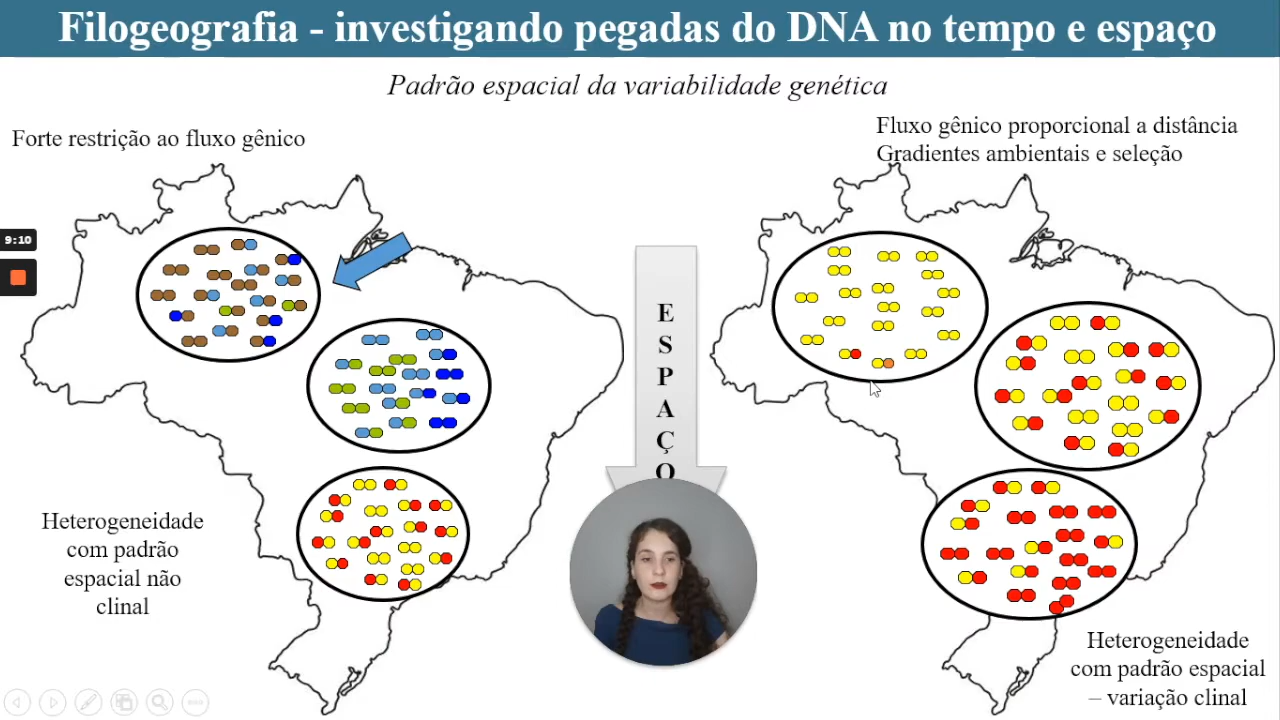 Filogeografia - investigando pegadas do DNA no tempo e espaço
Padrão espacial da variabilidade genética
Forte restrição ao fluxo gênico
Fluxo gênico proporcional a distância
Gradientes ambientais e seleção
9:10
E
S
P
A
Ç
O
Heterogeneidade
com padrão
espacial não
clinal
Heterogeneidade
com padrão espacial
– variação clinal